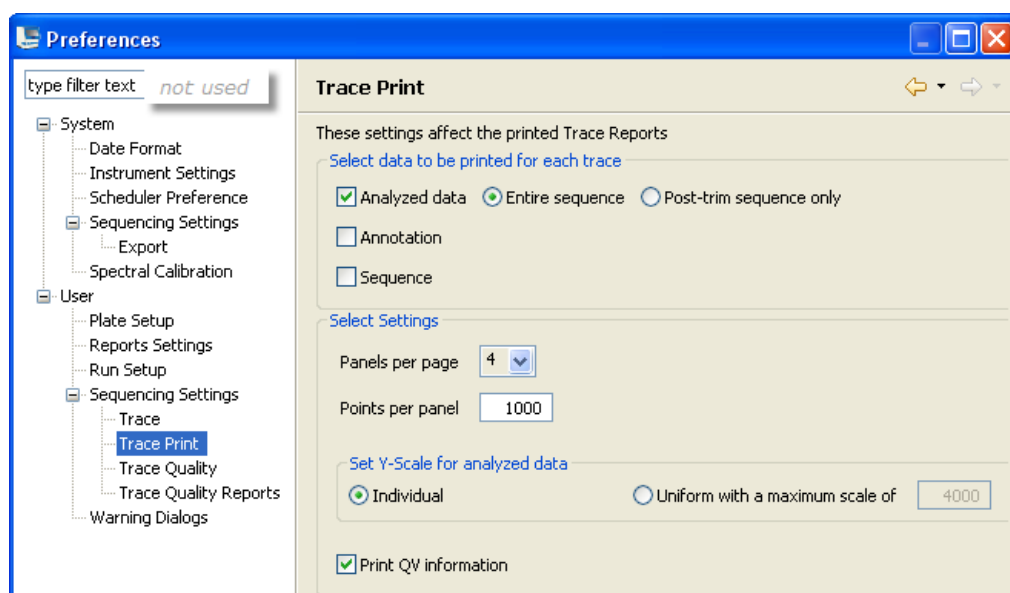 Preferences
type filter text
not used
System
Date Format
Instrument Settings
Scheduler Preference
Sequencing Settings
Export
Spectral Calibration
User
Plate Setup
Reports Settings
Run Setup
Sequencing Settings
Trace
Trace Print
Trace Quality
Trace Quality Reports
Warning Dialogs
Trace Print
These settings affect the printed Trace Reports
Select data to be printed for each trace
Analyzed data Entire sequence Post-trim sequence only
Annotation
Sequence
Select Settings
Panels per page 4
Points per panel 1000
Set Y-Scale for analyzed data
Individual Uniform with a maximum scale of 4000
Print QV information